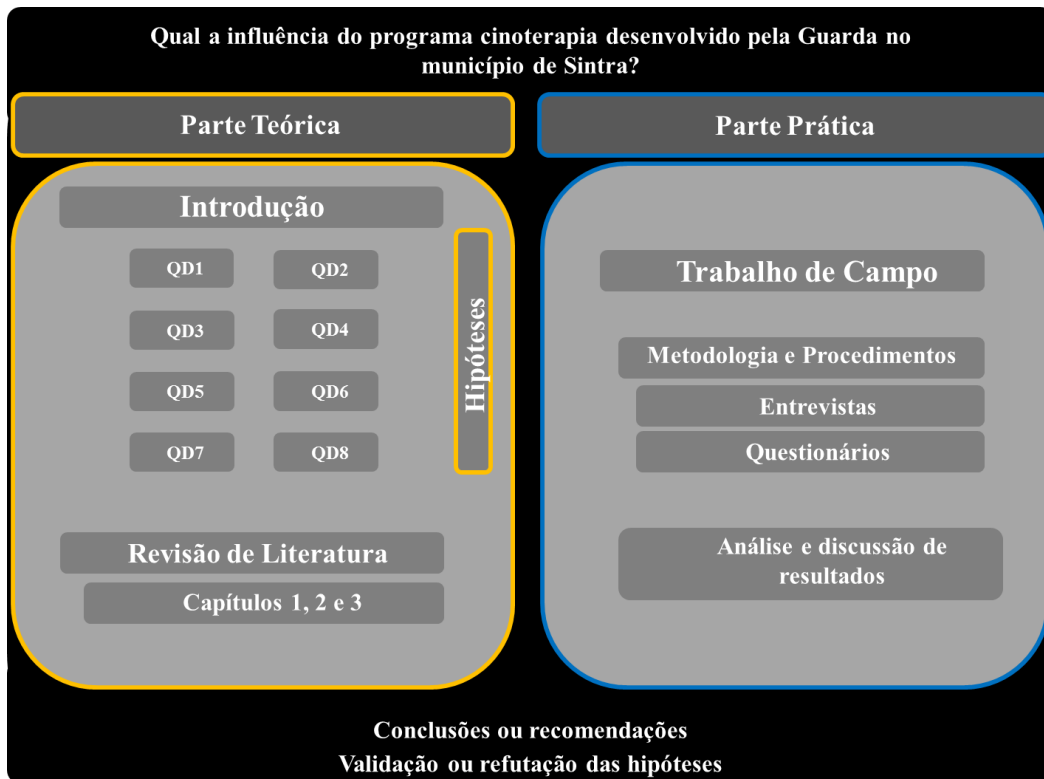 Qual a influência do programa cinoterapia desenvolvido pela Guarda no
município de Sintra?
Parte Teórica
Introdução
QD1
QD2
QD3
QD4
QD5
QD6
QD7
QD8
Hipóteses
Revisão de Literatura
Capítulos 1, 2 e 3
Parte Prática
Trabalho de Campo
Metodologia e Procedimentos
Entrevistas
Questionários
Análise e discussão de
resultados
Conclusões ou recomendações
Validação ou refutação das hipóteses